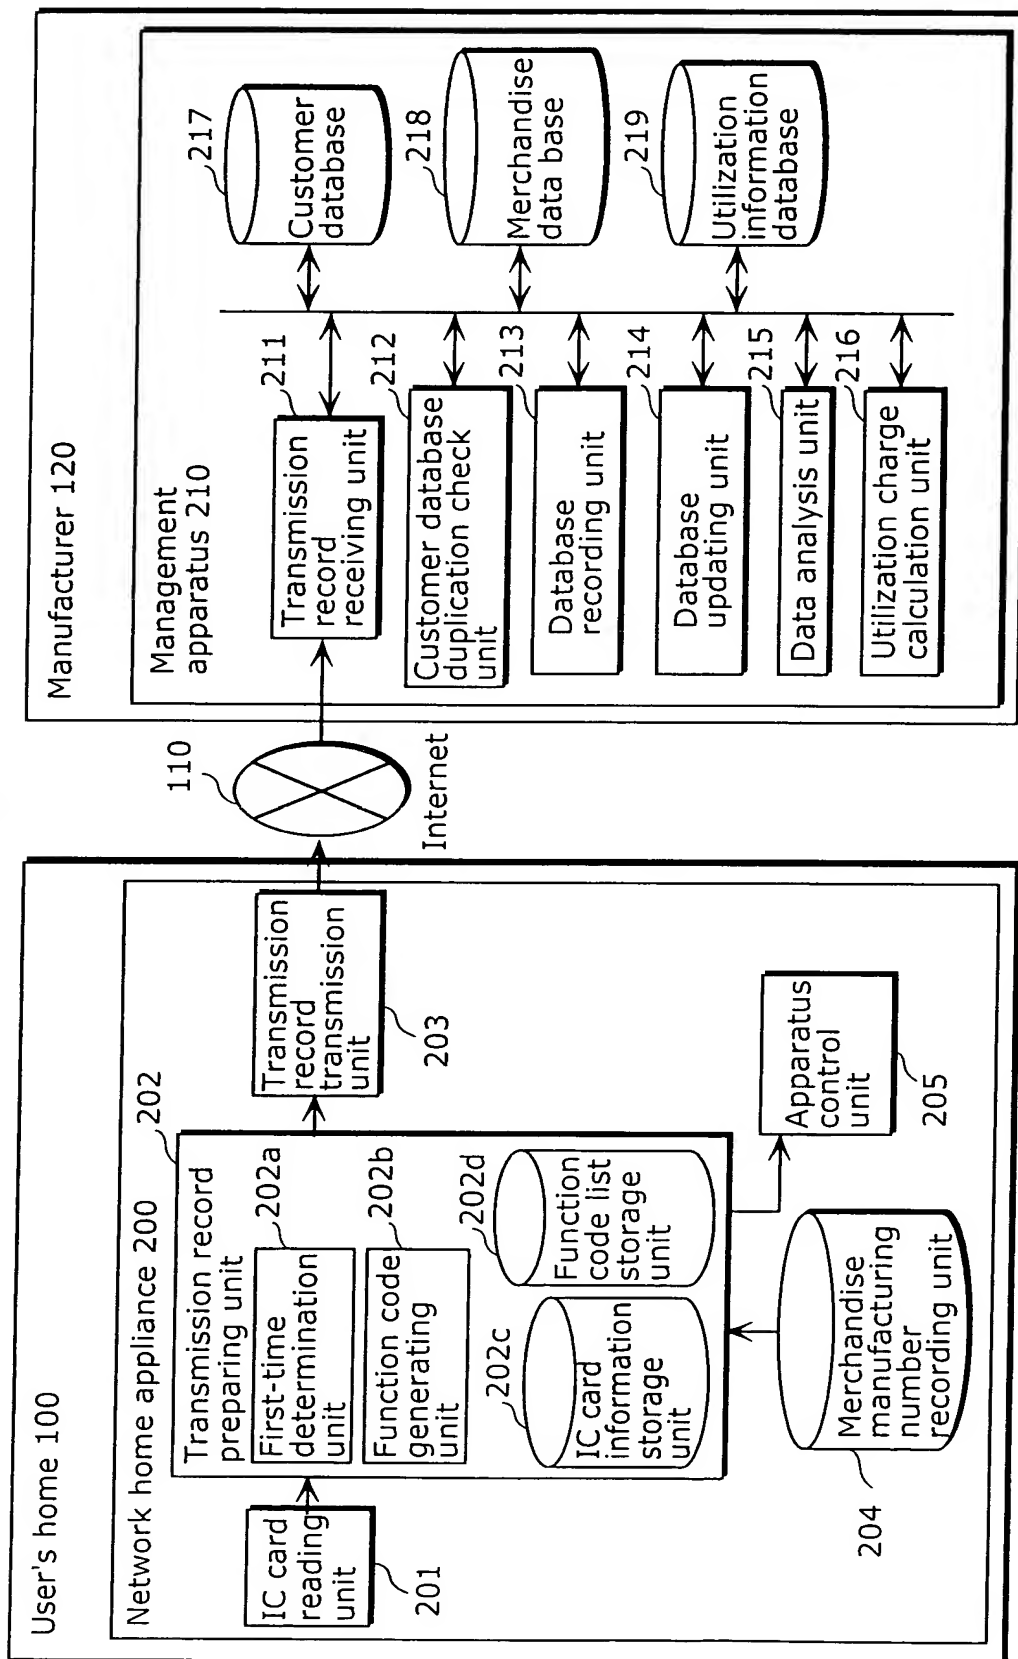 User's home 100
Network home appliance 200
IC card
reading
unit
201
Transmission record
preparing unit
202
First-time
determination
unit
202a
Function code
generating
unit
202b
202c
IC card
information
storage
unit
202d
Function
code list
storage
unit
Transmission
record
transmission
unit
203
Merchandise
manufacturing
number
recording unit
204
Apparatus
control
unit
205
110
Internet
Manufacturer 120
Management
apparatus 210
Transmission
record
receiving unit
211
Customer database
duplication check
unit
212
Database
recording unit
213
Database
updating unit
214
Data analysis unit
215
Utilization charge
calculation unit
216
217
Customer
database
218
Merchandise
data base
219
Utilization
information
database